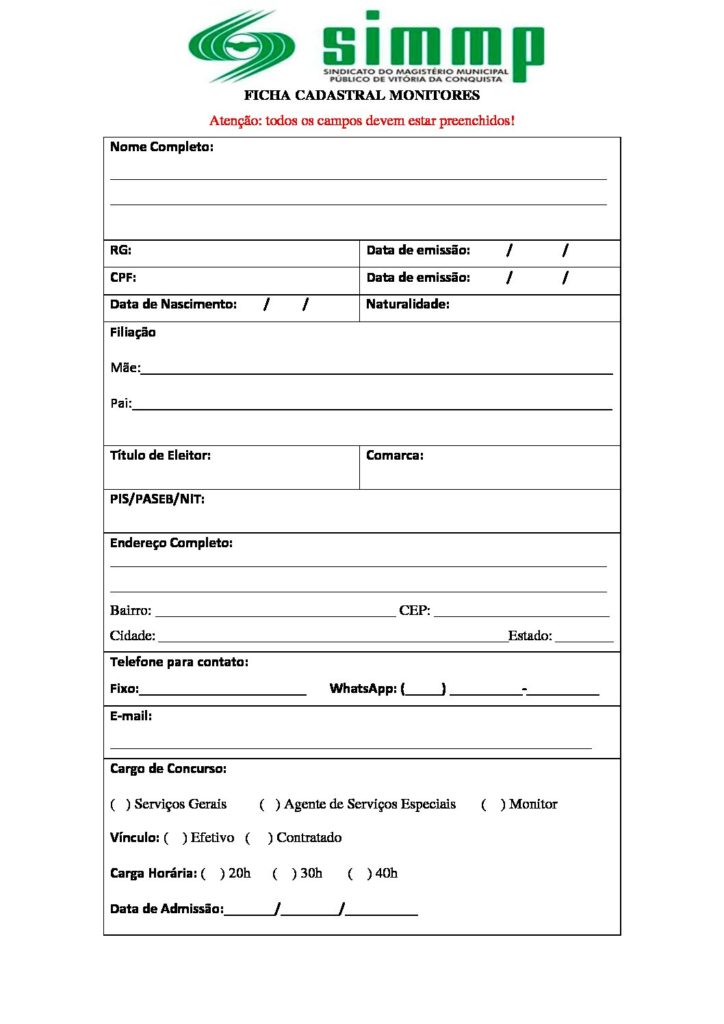 simmp
SINDICATO DO MAGISTÉRIO MUNICIPAL
PÚBLICO DE VITÓRIA DA CONQUISTA
FICHA CADASTRAL MONITORES
Atenção: todos os campos devem estar preenchidos!
Nome Completo:
RG: Data de emissão: / /
CPF: Data de emissão: / /
Data de Nascimento: / / Naturalidade:
Filiação
Mãe:
Pai:
Título de Eleitor: Comarca:
PIS/PASEB/NIT:
Endereço Completo:
Bairro: CEP:
Cidade: Estado:
Telefone para contato:
Fixo: WhatsApp: ( ) -
E-mail:
Cargo de Concurso:
( ) Serviços Gerais ( ) Agente de Serviços Especiais ( ) Monitor
Vínculo: ( ) Efetivo ( ) Contratado
Carga Horária: ( ) 20h ( ) 30h ( ) 40h
Data de Admissão: / /